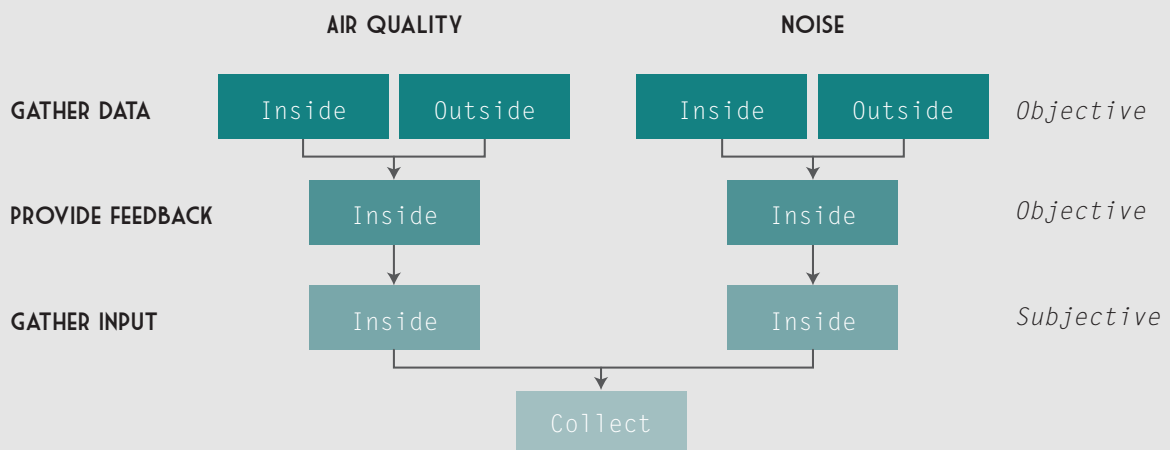 AIR QUALITY NOISE
GATHER DATA Inside Outside Inside Outside Objective
PROVIDE FEEDBACK Inside Inside Objective
GATHER INPUT Inside Inside Subjective
Collect